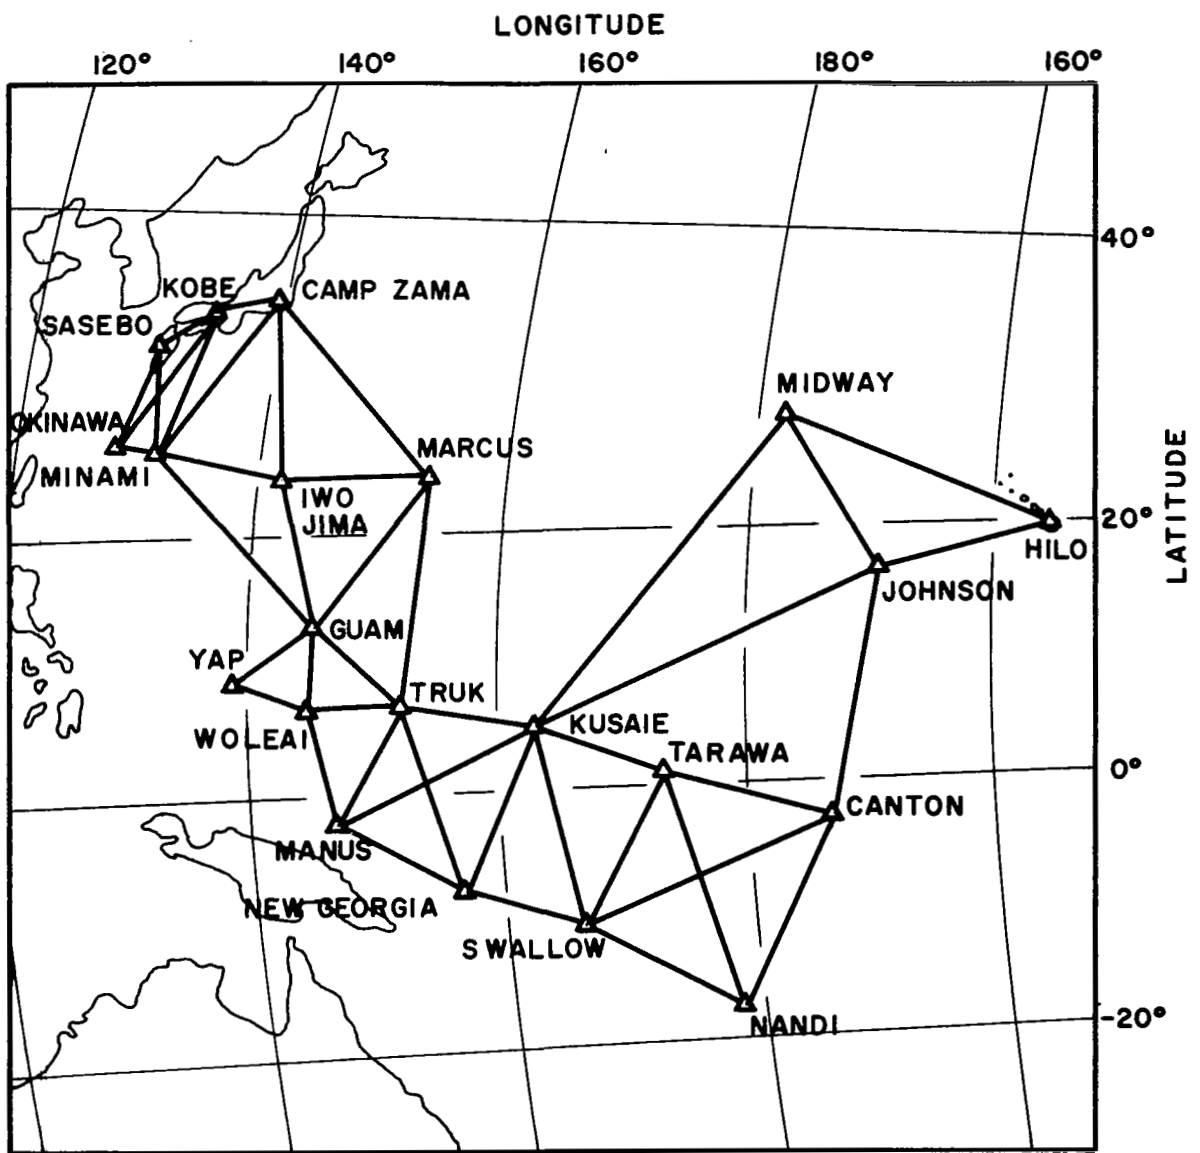 LONGITUDE
120° 140° 160° 180° 160°
40°
KOBE
CAMP ZAMA
SASEBO
MIDWAY
OKINAWA
MARCUS
MINAMI
IWO
JIMA
20°
HILO
LATITUDE
JOHNSON
GUAM
YAP
TRUK
WOLEAI
KUSAIE
TARAWA
0°
CANTON
MANUS
NEW GEORGIA
SWALLOW
NANDI
-20°